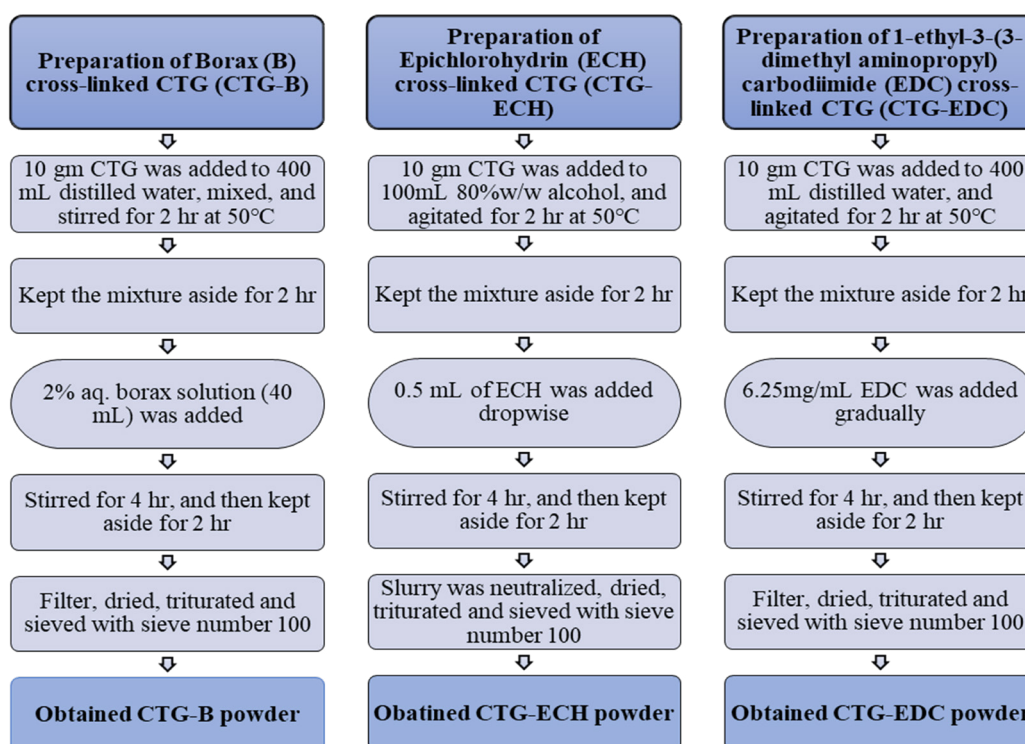 Preparation of Borax (B)
cross-linked CTG (CTG-B)
10 gm CTG was added to 400
mL distilled water, mixed, and
stirred for 2 hr at 50°C
Kept the mixture aside for 2 hr
2% aq. borax solution (40
mL) was added
Stirred for 4 hr, and then kept
aside for 2 hr
Filter, dried, triturated and
sieved with sieve number 100
Obtained CTG-B powder
Preparation of
Epichlorohydrin (ECH)
cross-linked CTG (CTG-
ECH)
10 gm CTG was added to
100mL 80%w/w alcohol, and
agitated for 2 hr at 50°C
Kept the mixture aside for 2 hr
0.5 mL of ECH was added
dropwise
Stirred for 4 hr, and then kept
aside for 2 hr
Slurry was neutralized, dried,
triturated and sieved with sieve
number 100
Obatined CTG-ECH powder
Preparation of 1-ethyl-3-(3-
dimethyl aminopropyl)
carbodiimide (EDC) cross-
linked CTG (CTG-EDC)
10 gm CTG was added to 400
mL distilled water, and
agitated for 2 hr at 50°C
Kept the mixture aside for 2 hr
6.25mg/mL EDC was added
gradually
Stirred for 4 hr, and then kept
aside for 2 hr
Filter, dried, triturated and
sieved with sieve number 100
Obtained CTG-EDC powder